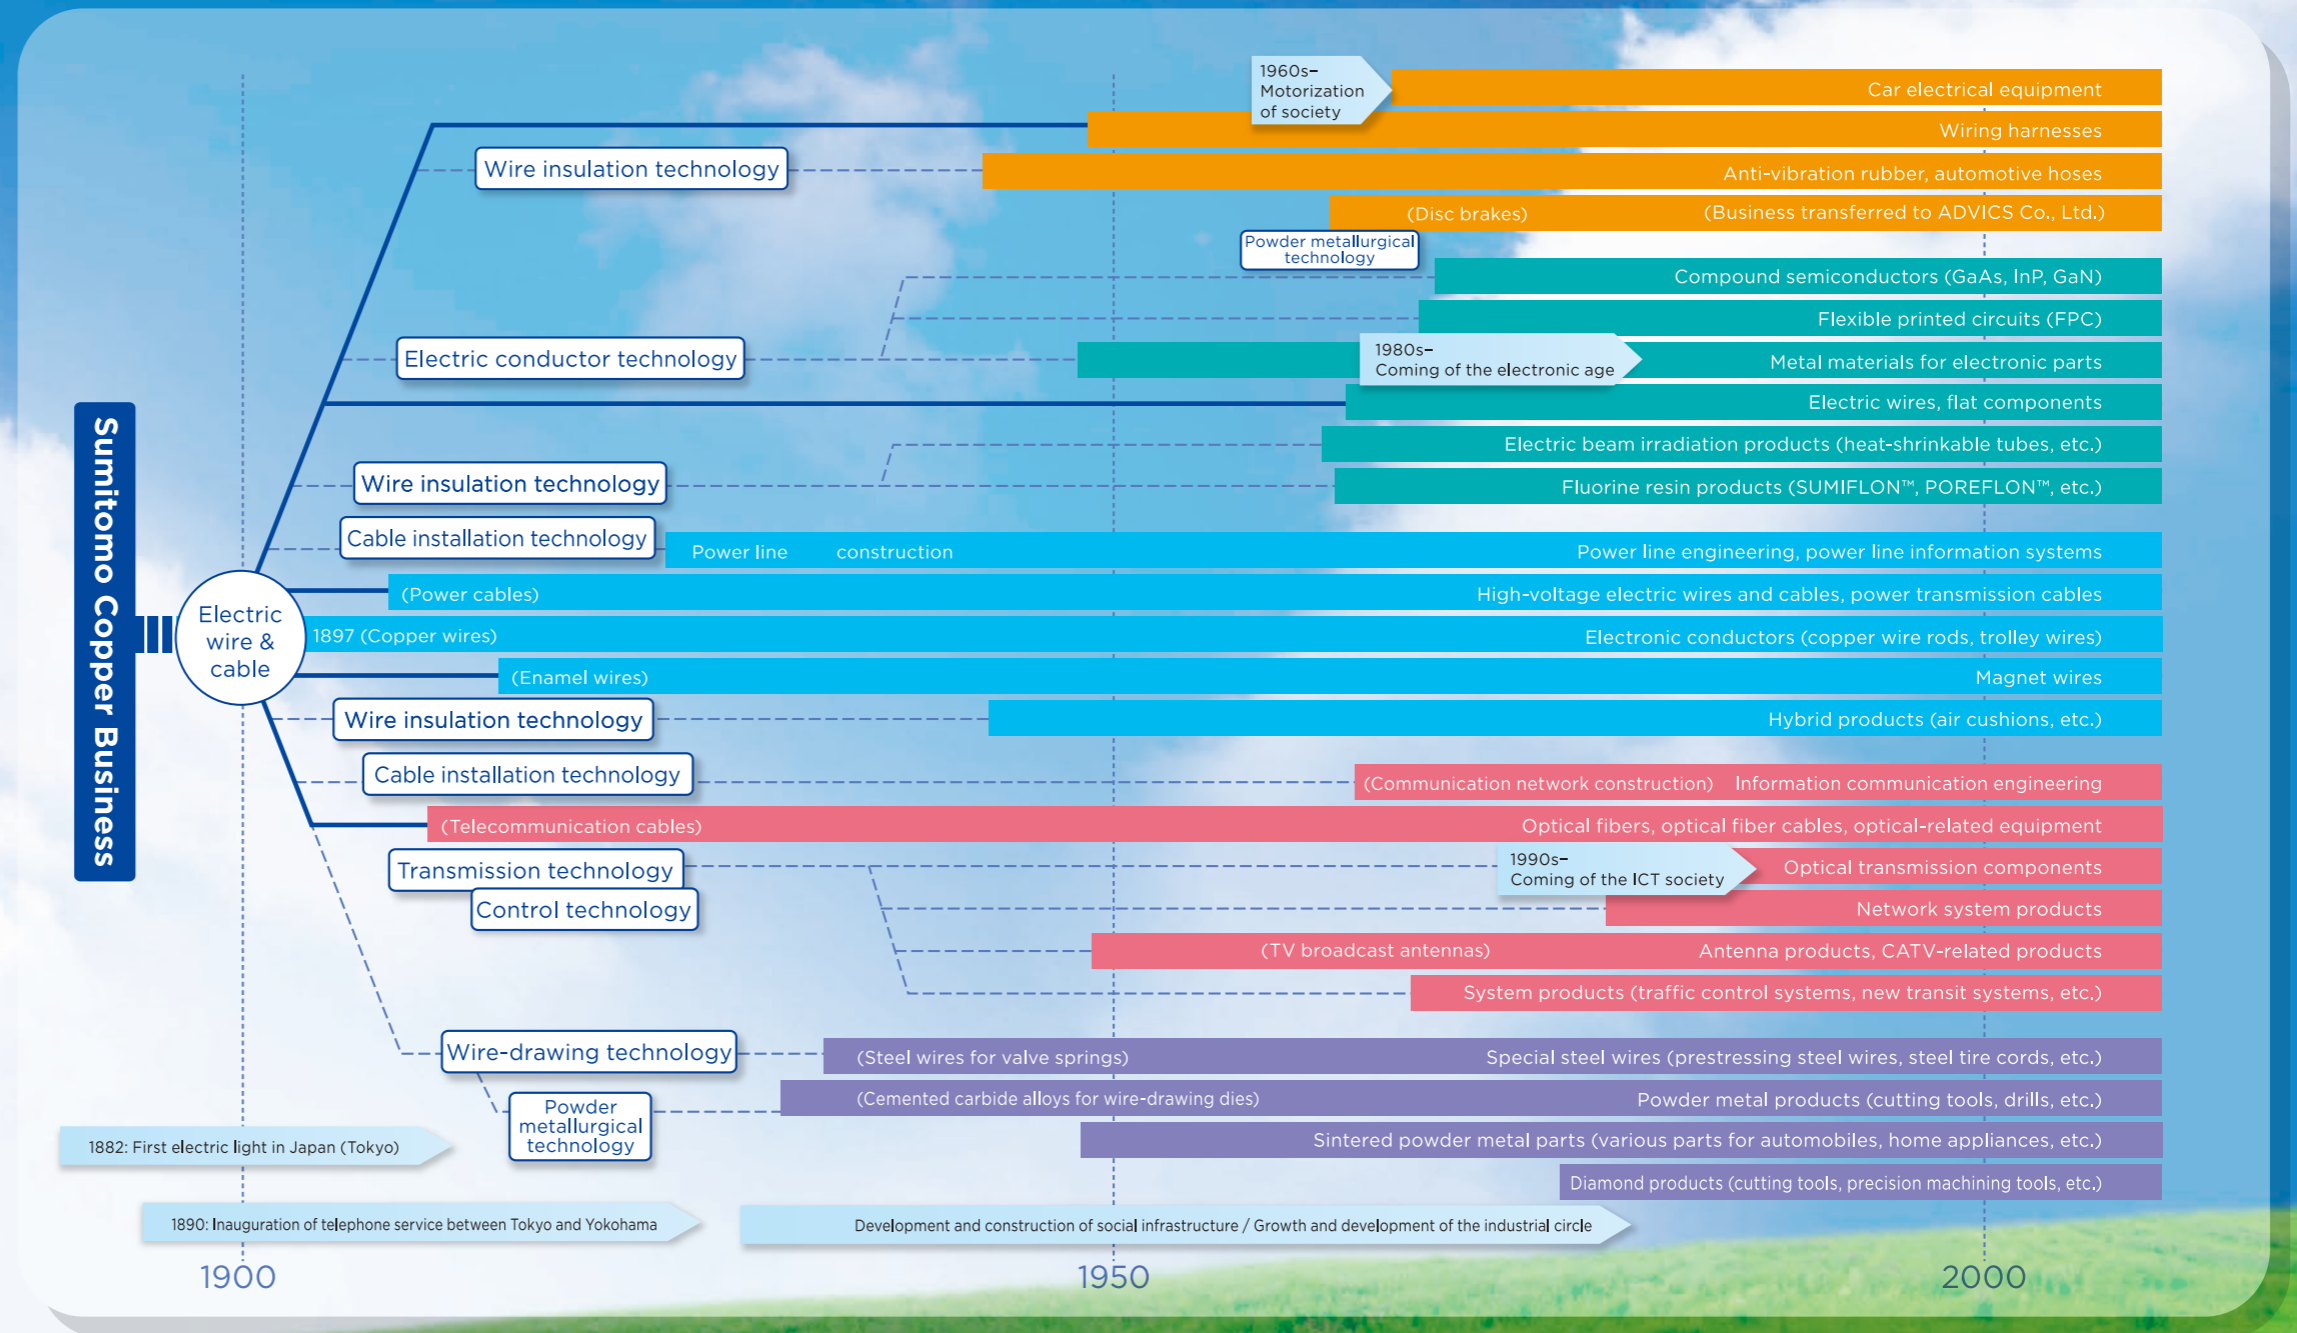 1960s–
Motorization
of society
Car electrical equipment
Wiring harnesses
Wire insulation technology
Anti-vibration rubber, automotive hoses
(Disc brakes) (Business transferred to ADVICS Co., Ltd.)
Powder metallurgical
technology
Compound semiconductors (GaAs, InP, GaN)
Flexible printed circuits (FPC)
Electric conductor technology
1980s–
Coming of the electronic age
Metal materials for electronic parts
Electric wires, flat components
Electric beam irradiation products (heat-shrinkable tubes, etc.)
Wire insulation technology
Fluorine resin products (SUMIFLON™, POREFLON™, etc.)
Cable installation technology
Power line construction Power line engineering, power line information systems
(Power cables) High-voltage electric wires and cables, power transmission cables
Sumitomo Copper Business
Electric
wire &
cable
1897 (Copper wires) Electronic conductors (copper wire rods, trolley wires)
(Enamel wires) Magnet wires
Wire insulation technology
Hybrid products (air cushions, etc.)
Cable installation technology
(Communication network construction) Information communication engineering
(Telecommunication cables) Optical fibers, optical fiber cables, optical-related equipment
Transmission technology
1990s–
Coming of the ICT society
Optical transmission components
Control technology
Network system products
(TV broadcast antennas) Antenna products, CATV-related products
System products (traffic control systems, new transit systems, etc.)
Wire-drawing technology
(Steel wires for valve springs) Special steel wires (prestressing steel wires, steel tire cords, etc.)
Powder
metallurgical
technology
(Cemented carbide alloys for wire-drawing dies) Powder metal products (cutting tools, drills, etc.)
1882: First electric light in Japan (Tokyo)
Sintered powder metal parts (various parts for automobiles, home appliances, etc.)
Diamond products (cutting tools, precision machining tools, etc.)
1890: Inauguration of telephone service between Tokyo and Yokohama
Development and construction of social infrastructure / Growth and development of the industrial circle
1900 1950 2000